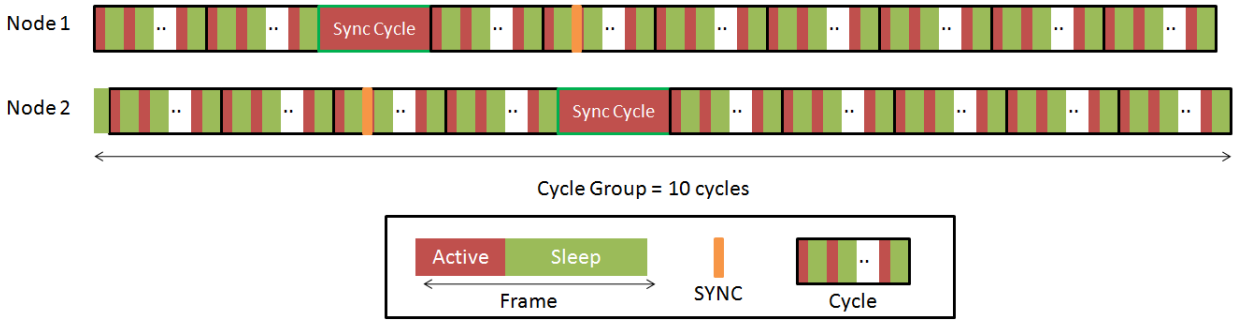 Node 1
Sync Cycle
Node 2
Sync Cycle
Cycle Group = 10 cycles
Active Sleep
Frame
SYNC
Cycle